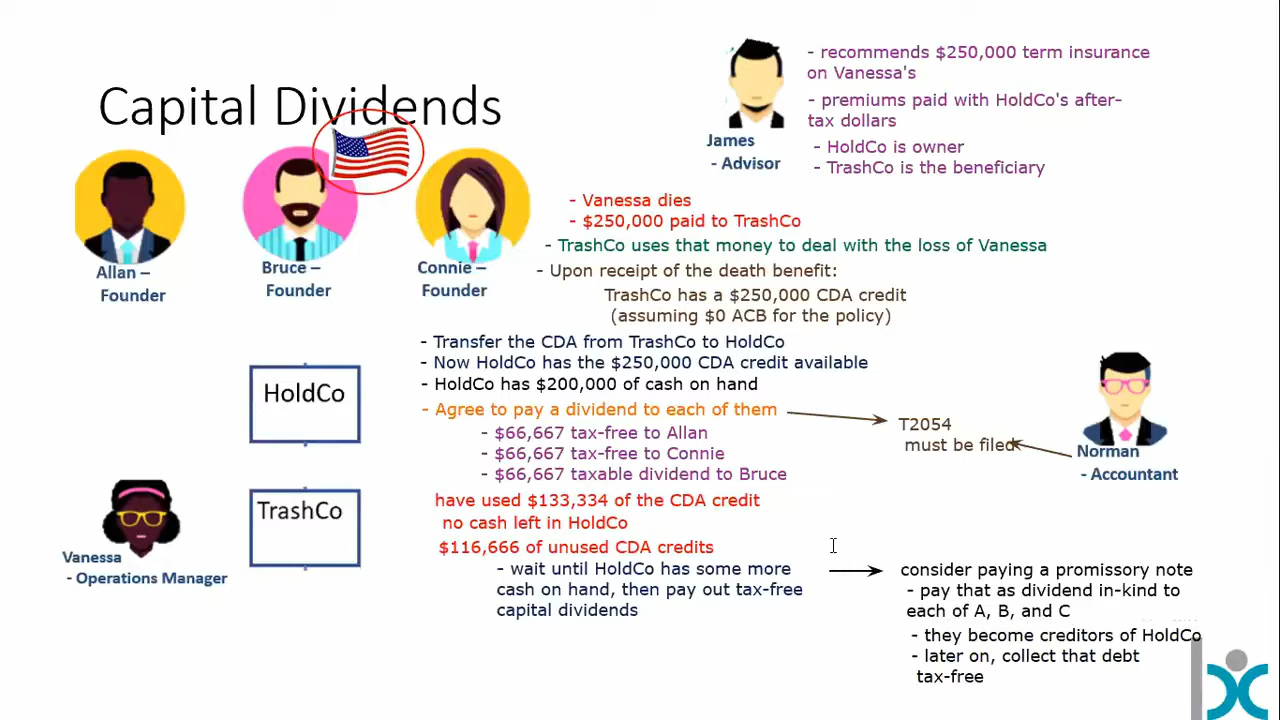 Capital Dividends
- recommends $250,000 term insurance
on Vanessa's
- premiums paid with HoldCo's after-
tax dollars
- HoldCo is owner
- TrashCo is the beneficiary
James
- Advisor
Allan –
Founder
Bruce –
Founder
Connie –
Founder
- Vanessa dies
- $250,000 paid to TrashCo
- TrashCo uses that money to deal with the loss of Vanessa
- Upon receipt of the death benefit:
TrashCo has a $250,000 CDA credit
(assuming $0 ACB for the policy)
- Transfer the CDA from TrashCo to HoldCo
- Now HoldCo has the $250,000 CDA credit available
- HoldCo has $200,000 of cash on hand
- Agree to pay a dividend to each of them
- $66,667 tax-free to Allan
- $66,667 tax-free to Connie
- $66,667 taxable dividend to Bruce
T2054
must be filed
Norman
- Accountant
HoldCo
TrashCo
Vanessa
- Operations Manager
have used $133,334 of the CDA credit
no cash left in HoldCo
$116,666 of unused CDA credits
- wait until HoldCo has some more
cash on hand, then pay out tax-free
capital dividends
consider paying a promissory note
- pay that as dividend in-kind to
each of A, B, and C
- they become creditors of HoldCo
- later on, collect that debt
tax-free